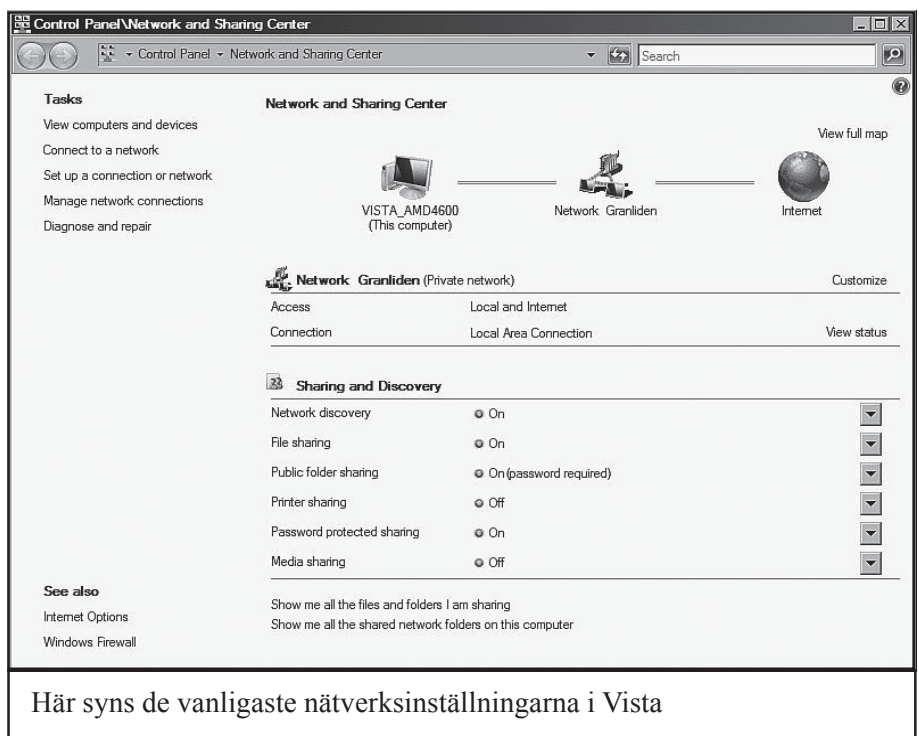 Control Panel\Network and Sharing Center
Control Panel Network and Sharing Center Search
Tasks
View computers and devices
Connect to a network
Set up a connection or network
Manage network connections
Diagnose and repair
Network and Sharing Center
View full map
VISTA_AMD4600
(This computer)
Network Granliden
Internet
Network Granliden (Private network) Customize
Access Local and Internet
Connection Local Area Connection View status
Sharing and Discovery
Network discovery On
File sharing On
Public folder sharing On(password required)
Printer sharing Off
Password protected sharing On
Media sharing Off
Show me all the files and folders I am sharing
Show me all the shared network folders on this computer
See also
Internet Options
Windows Firewall
Här syns de vanligaste nätverksinställningarna i Vista